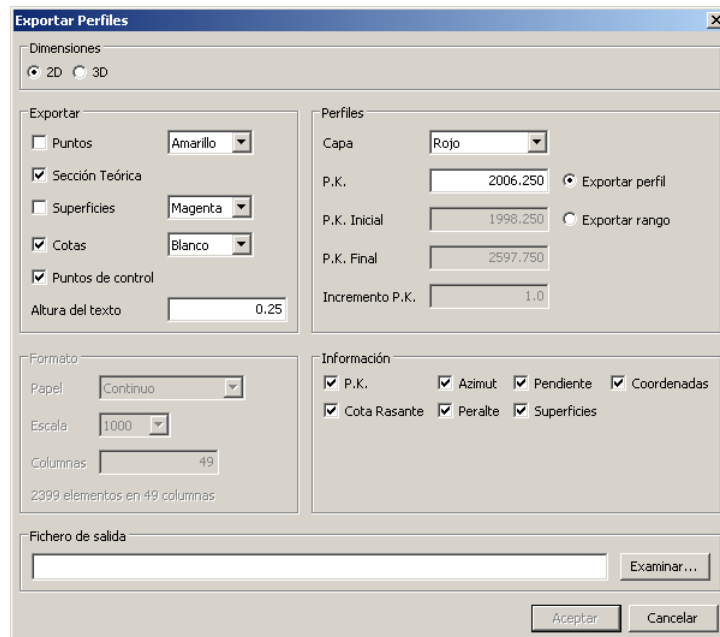 Exportar Perfiles
Dimensiones
2D 3D
Exportar
Puntos Amarillo
Sección Teórica
Superficies Magenta
Cotas Blanco
Puntos de control
Altura del texto 0.25
Perfiles
Capa Rojo
P.K. 2006.250 Exportar perfil
P.K. Inicial 1998.250 Exportar rango
P.K. Final 2597.750
Incremento P.K. 1.0
Formato
Papel Continuo
Escala 1000
Columnas 49
2399 elementos en 49 columnas
Información
P.K. Azimut Pendiente Coordenadas
Cota Rasante Peralte Superficies
Fichero de salida
Examinar...
Aceptar Cancelar